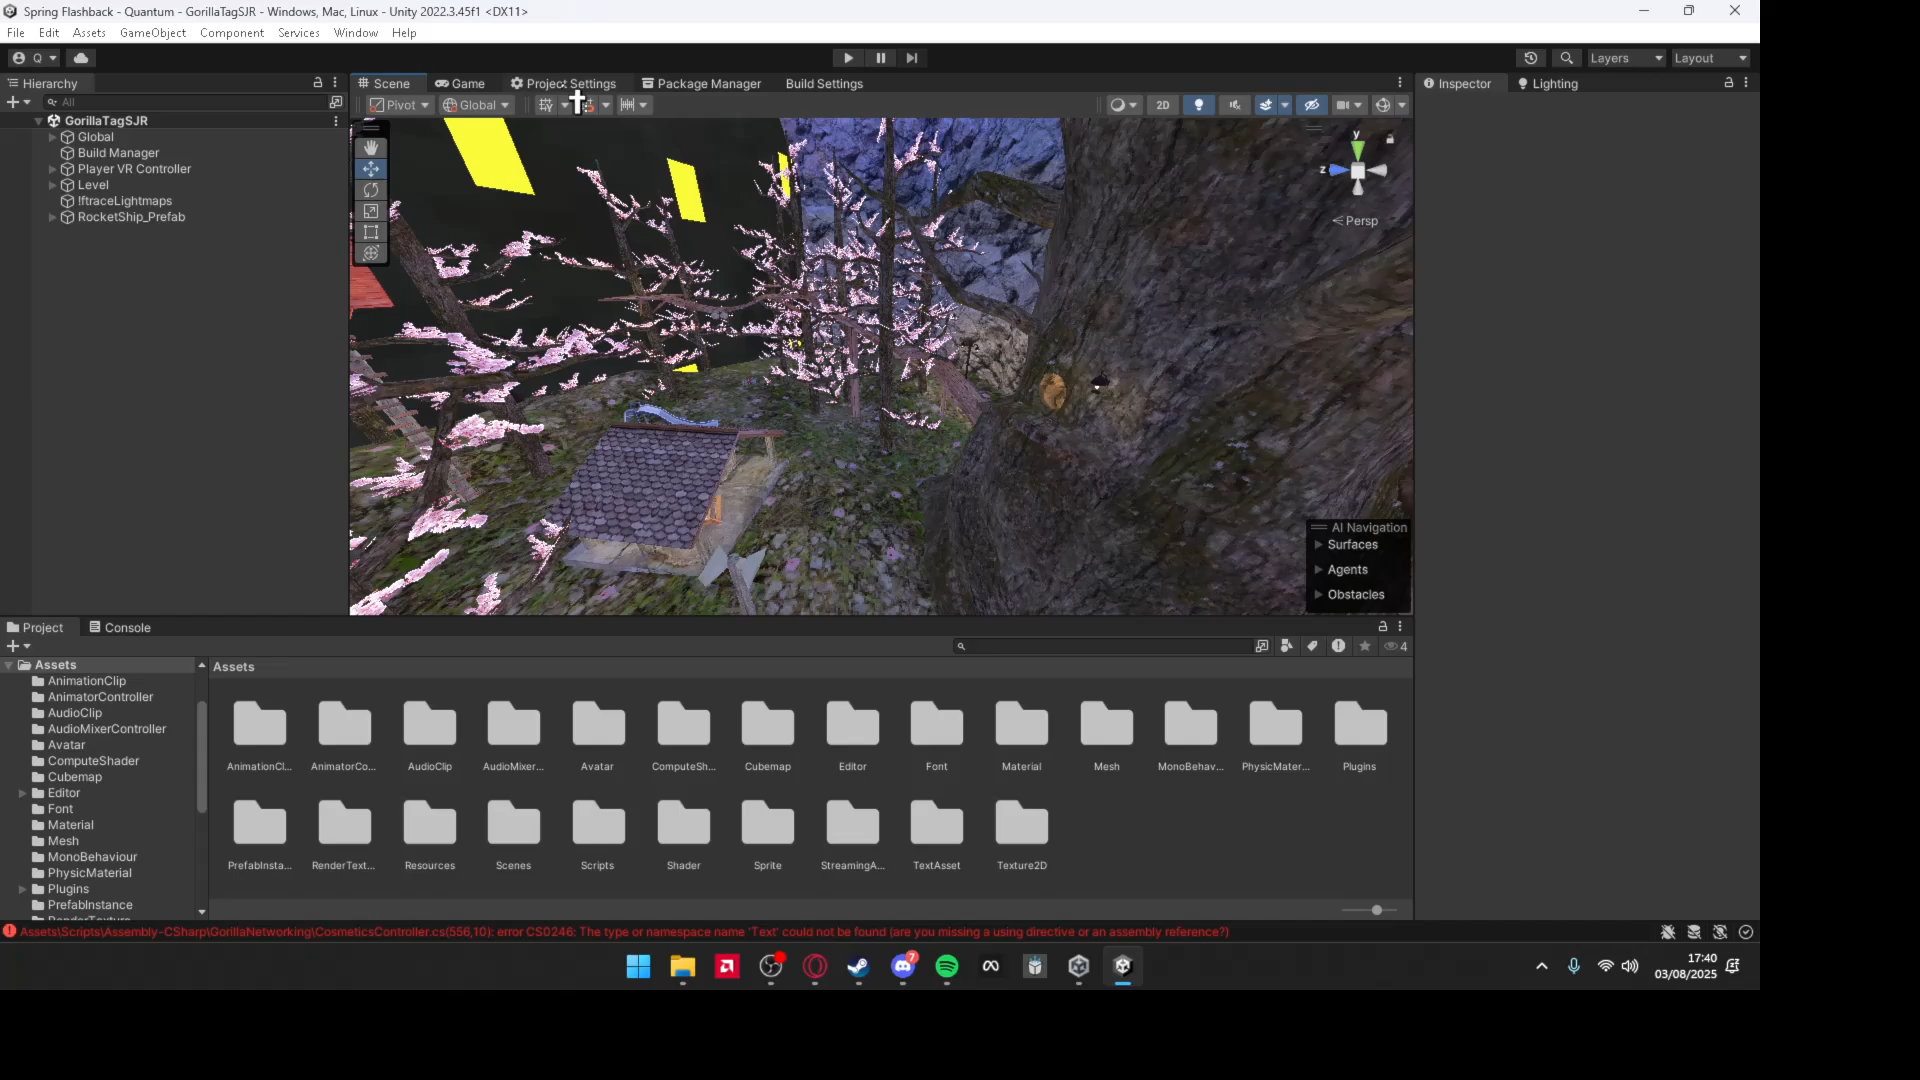 Spring Flashback - Quantum - GorillaTagSJR - Windows, Mac, Linux - Unity 2022.3.45f1 <DX11>
File Edit Assets GameObject Component Services Window Help
Q Layers Layout
Hierarchy Scene Game Project Settings Package Manager Build Settings Inspector Lighting
All Pivot Global 2D
GorillaTagSJR
Global
Build Manager
Player VR Controller
Level
!ftraceLightmaps
RocketShip_Prefab
y
z
Persp
AI Navigation
Surfaces
Agents
Obstacles
Project Console
4
Assets
AnimationClip
AnimatorController
AudioClip
AudioMixerController
Avatar
ComputeShader
Cubemap
Editor
Font
Material
Mesh
MonoBehaviour
PhysicMaterial
Plugins
PrefabInstance
RenderTexture
Assets
AnimationCl... AnimatorCo... AudioClip AudioMixer... Avatar ComputeSh... Cubemap Editor Font Material Mesh MonoBehav... PhysicMater... Plugins
PrefabInsta... RenderText... Resources Scenes Scripts Shader Sprite StreamingA... TextAsset Texture2D
Assets\Scripts\Assembly-CSharp\GorillaNetworking\CosmeticsController.cs(556,10): error CS0246: The type or namespace name 'Text' could not be found (are you missing a using directive or an assembly reference?)
7
17:40
03/08/2025